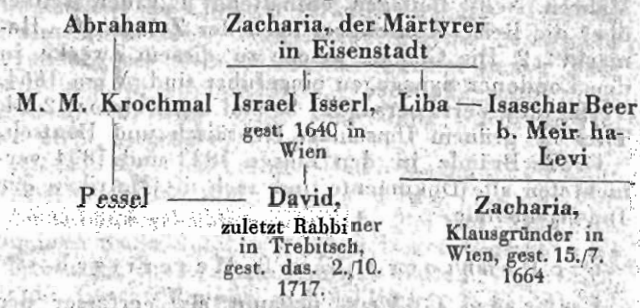 Abraham
Zacharia, der Märtyrer
in Eisenstadt
M. M. Krochmal
Israel Isserl,
gest. 1640 in
Wien
Liba — Isaschar Beer
b. Meir ha-
Levi
Pessel
David,
zuletzt Rabbiner
in Trebitsch,
gest. das. 2./10.
1717.
Zacharia,
Klausgründer in
Wien, gest. 15./7.
1664